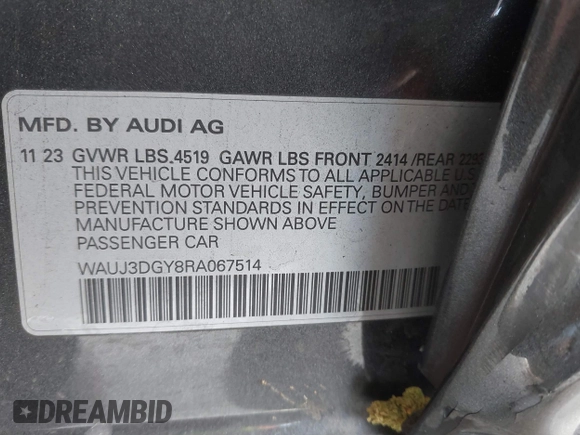 MFD. BY AUDI AG
11 23 GVWR LBS.4519 GAWR LBS FRONT 2414 /REAR
THIS VEHICLE CONFORMS TO ALL APPLICABLE U.S.
FEDERAL MOTOR VEHICLE SAFETY, BUMPER AND
PREVENTION STANDARDS IN EFFECT ON THE DATE
MANUFACTURE SHOWN ABOVE
PASSENGER CAR
WAUJ3DGY8RA067514
DREAMBID